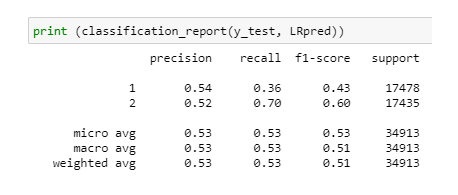 print (classification_report(y_test, LRpred))
precision recall f1-score support
1 0.54 0.36 0.43 17478
2 0.52 0.70 0.60 17435
micro avg 0.53 0.53 0.53 34913
macro avg 0.53 0.53 0.51 34913
weighted avg 0.53 0.53 0.51 34913